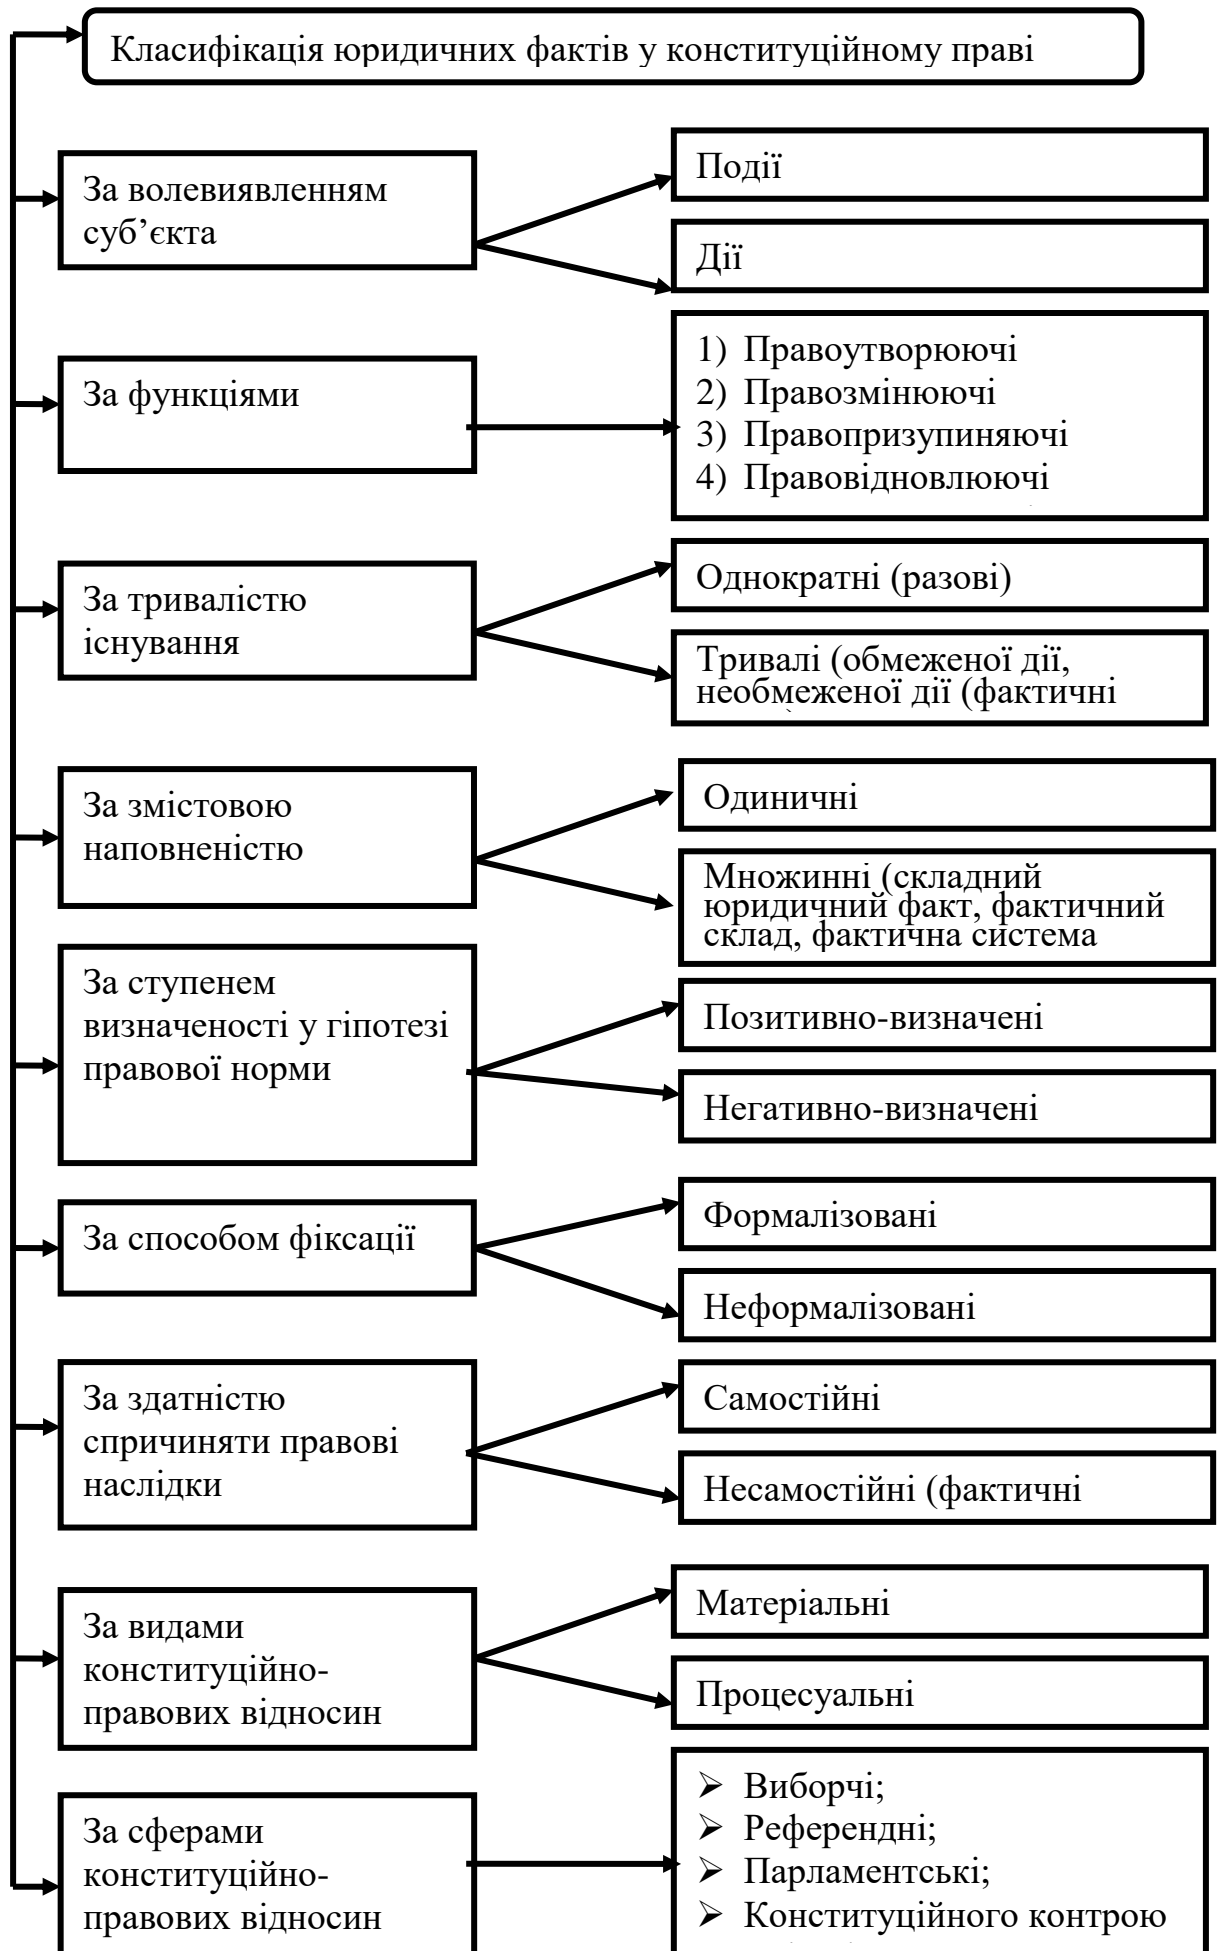 Класифікація юридичних фактів у конституційному праві
За волевиявленням
суб’єкта
Події
Дії
За функціями
1) Правоутворюючі
2) Правозмінюючі
3) Правопризупиняючі
4) Правовідновлюючі
За тривалістю
існування
Однократні (разові)
Тривалі (обмеженої дії,
необмеженої дії (фактичні
За змістовою
наповненістю
Одиничні
Множинні (складний
юридичний факт, фактичний
склад, фактична система
За ступенем
визначеності у гіпотезі
правової норми
Позитивно-визначені
Негативно-визначені
За способом фіксації
Формалізовані
Неформалізовані
За здатністю
спричиняти правові
наслідки
Самостійні
Несамостійні (фактичні
За видами
конституційно-
правових відносин
Матеріальні
Процесуальні
За сферами
конституційно-
правових відносин
➢ Виборчі;
➢ Референдні;
➢ Парламентські;
➢ Конституційного контрою